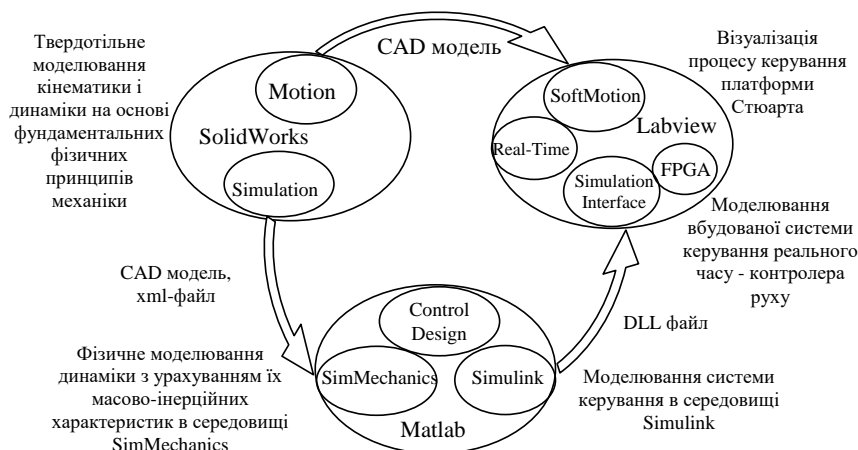 Твердотільне
моделювання
кінематики і
динаміки на основі
фундаментальних
фізичних
принципів
механіки
CAD модель
Візуалізація
процесу керування
платформи
Стюарта
Motion
SolidWorks
Simulation
SoftMotion
Labview
Real-Time
Simulation
Interface
FPGA
Моделювання
вбудованої системи
керування реального
часу - контролера
руху
CAD модель,
xml-файл
DLL файл
Control
Design
SimMechanics
Simulink
Matlab
Фізичне моделювання
динаміки з урахуванням їх
масово-інерційних
характеристик в середовищі
SimMechanics
Моделювання системи
керування в середовищі
Simulink